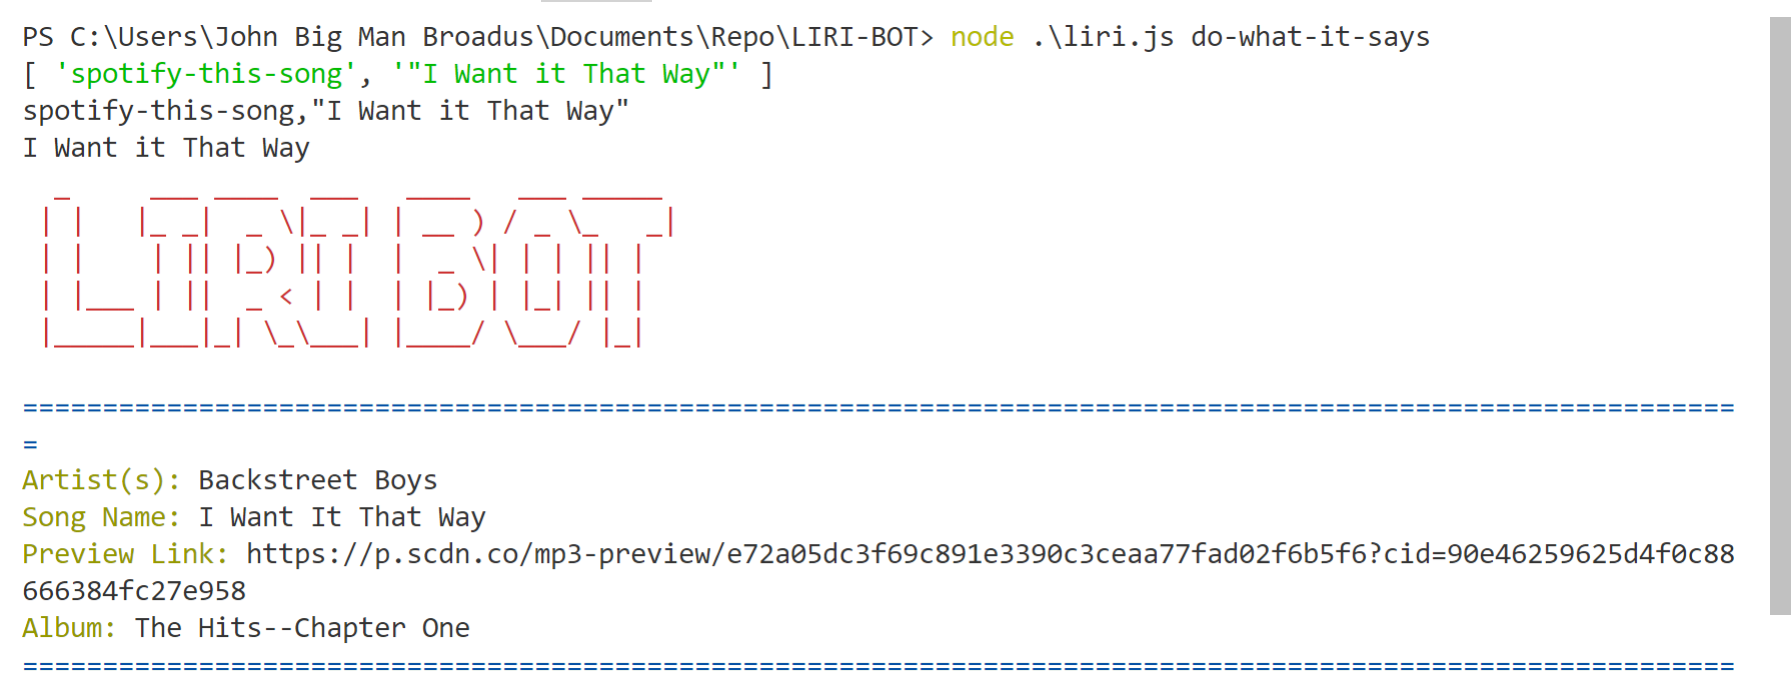 PS C:\Users\John Big Man Broadus\Documents\Repo\LIRI-BOT> node .\liri.js do-what-it-says
[ 'spotify-this-song', '"I Want it That Way"' ]
spotify-this-song,"I Want it That Way"
I Want it That Way
LIRI BOT
===========================================================================================================
=
Artist(s): Backstreet Boys
Song Name: I Want It That Way
Preview Link: https://p.scdn.co/mp3-preview/e72a05dc3f69c891e3390c3ceaa77fad02f6b5f6?cid=90e46259625d4f0c88
666384fc27e958
Album: The Hits--Chapter One
===========================================================================================================